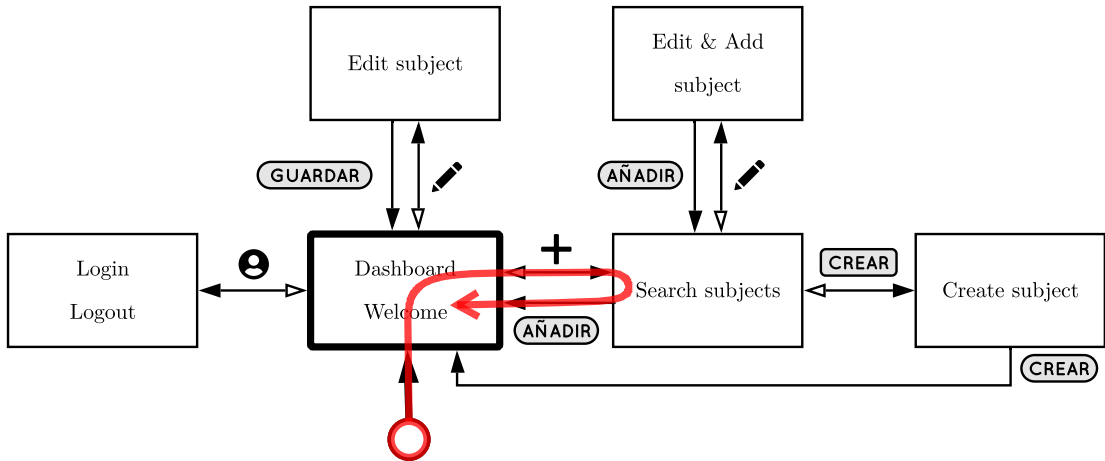 Edit subject
Edit & Add
subject
GUARDAR
AÑADIR
Login
Logout
Dashboard
Welcome
Search subjects
CREAR
Create subject
AÑADIR
CREAR